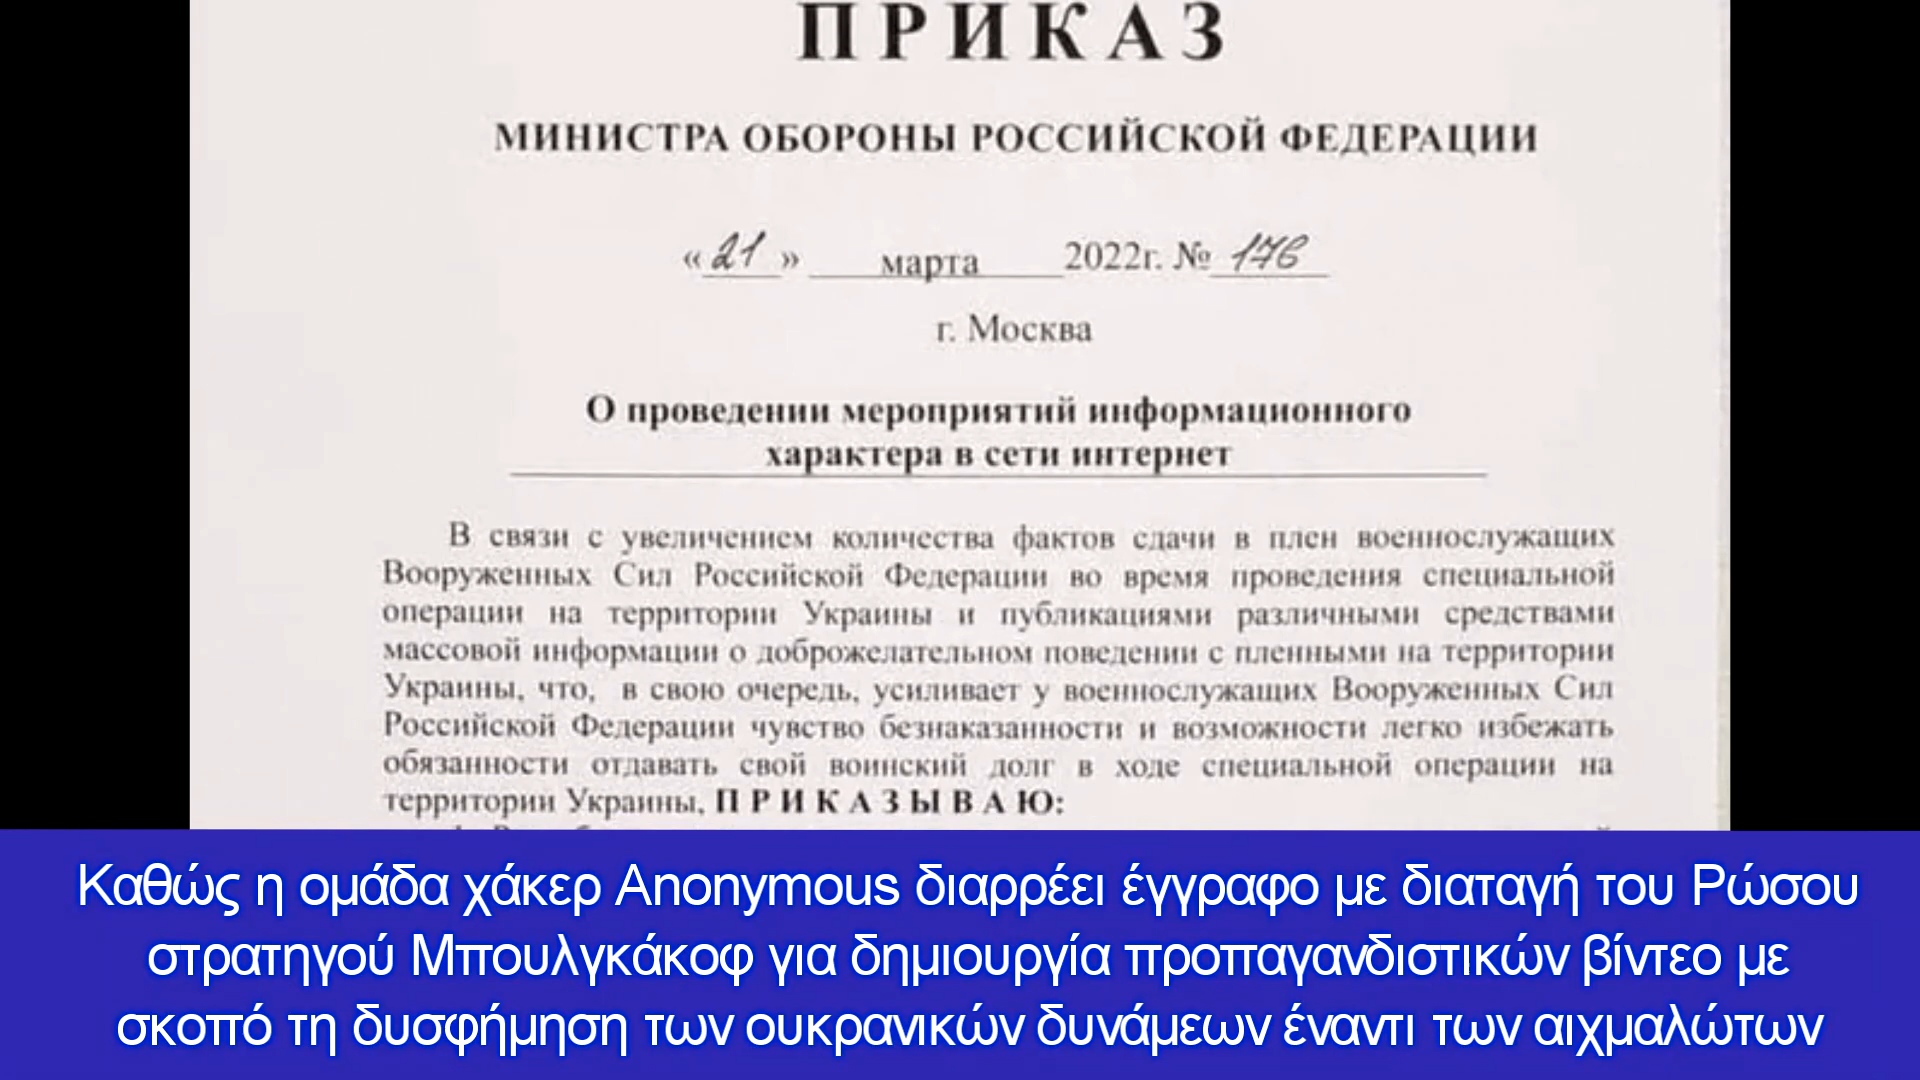 ПРИКАЗ
МИНИСТРА ОБОРОНЫ РОССИЙСКОЙ ФЕДЕРАЦИИ
«21» марта 2022г. № 176
г. Москва
О проведении мероприятий информационного
характера в сети интернет
В связи с увеличением количества фактов сдачи в плен военнослужащих
Вооруженных Сил Российской Федерации во время проведения специальной
операции на территории Украины и публикациями различными средствами
массовой информации о доброжелательном поведении с пленными на территории
Украины, что, в свою очередь, усиливает у военнослужащих Вооруженных Сил
Российской Федерации чувство безнаказанности и возможности легко избежать
обязанности отдавать свой воинский долг в ходе специальной операции на
территории Украины, П Р И К А З Ы В А Ю:
Καθώς η ομάδα χάκερ Anonymous διαρρέει έγγραφο με διαταγή του Ρώσου
στρατηγού Μπουλγκάκοφ για δημιουργία προπαγανδιστικών βίντεο με
σκοπό τη δυσφήμηση των ουκρανικών δυνάμεων έναντι των αιχμαλώτων